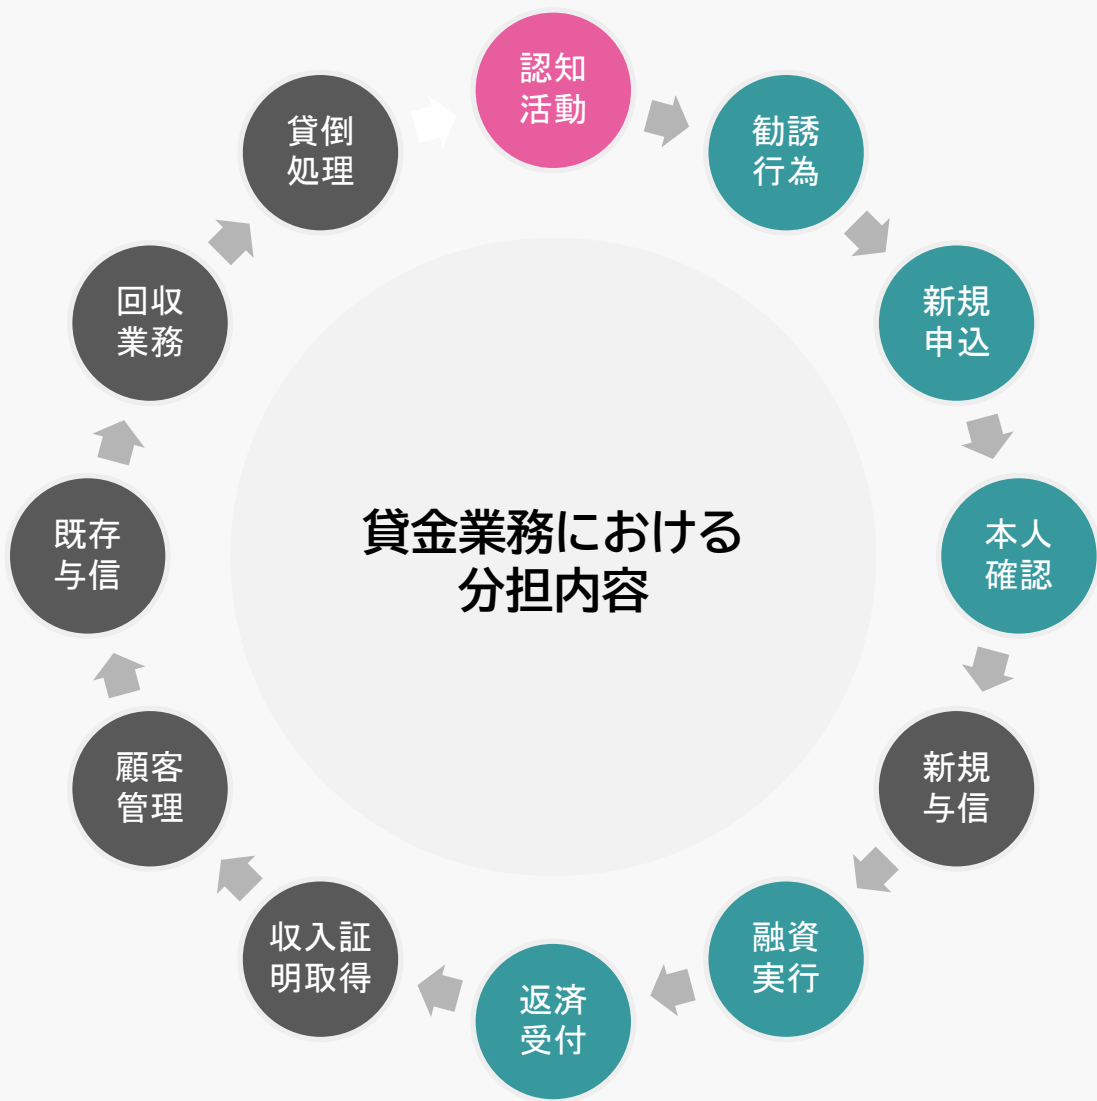 認知
活動
勧誘
行為
新規
申込
本人
確認
新規
与信
融資
実行
返済
受付
収入証
明取得
顧客
管理
既存
与信
回収
業務
貸倒
処理
貸金業務における
分担内容